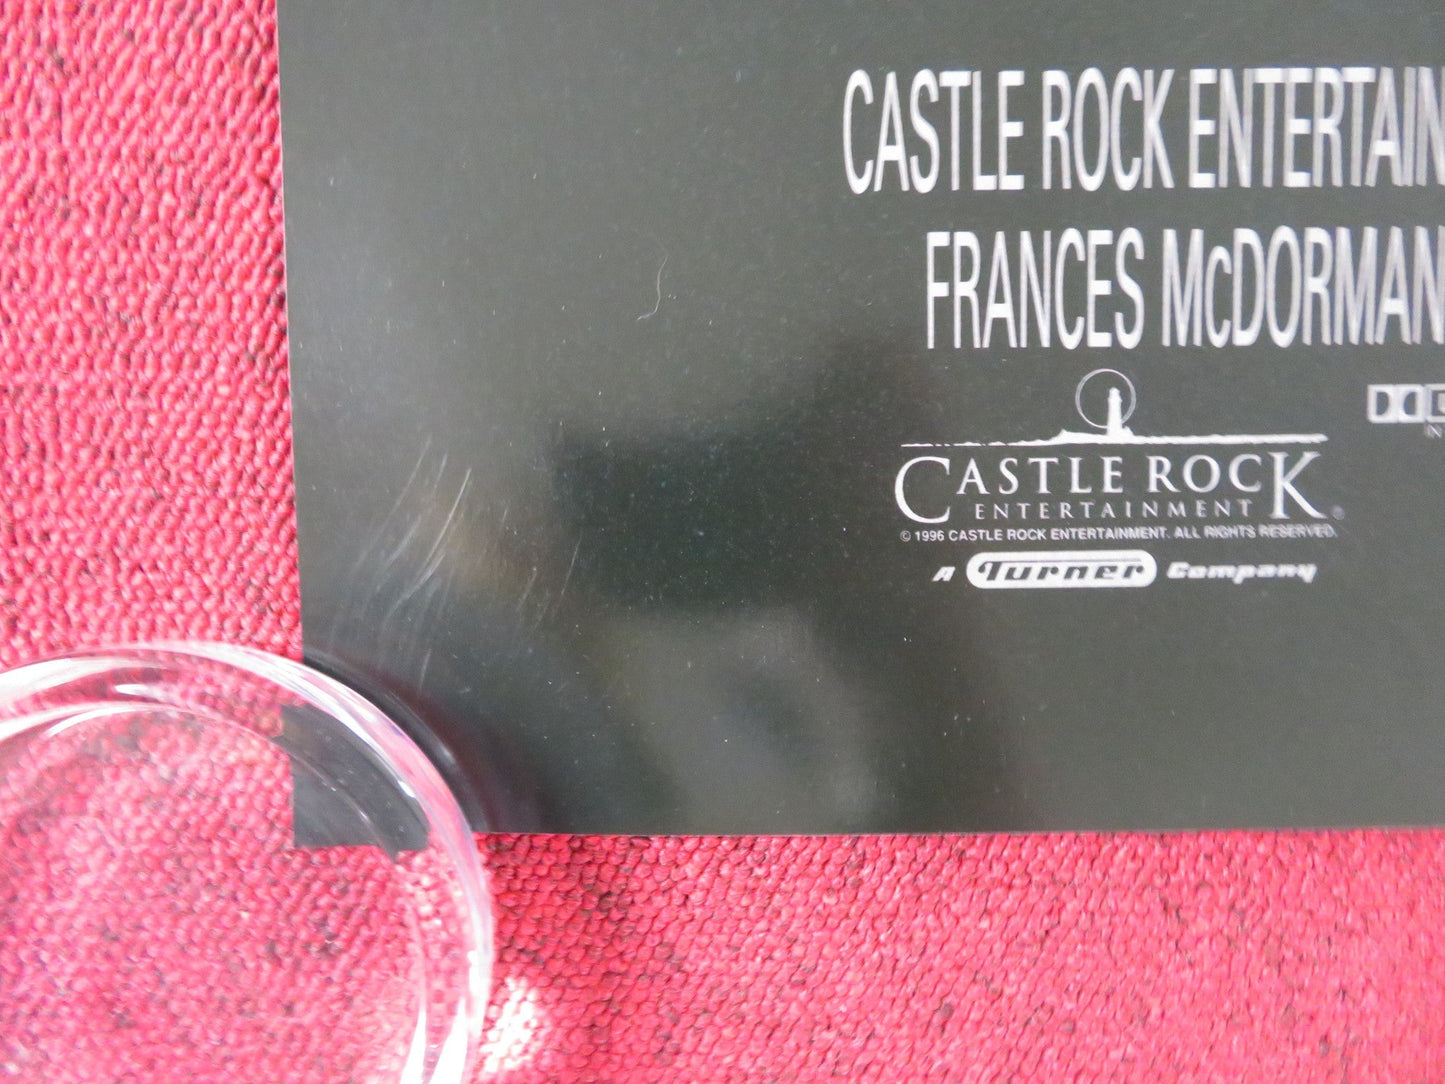 CASTLE ROCK ENTERTAIN
FRANCES McDORMAN
CASTLE ROCK
ENTERTAINMENT®
© 1996 CASTLE ROCK ENTERTAINMENT. ALL RIGHTS RESERVED.
A Turner Company